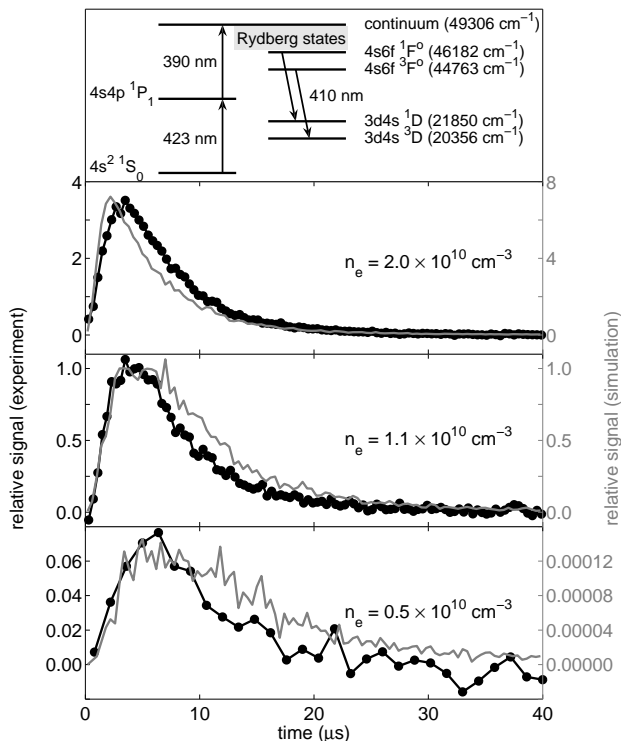 continuum (49306 cm⁻¹)
Rydberg states
4s6f ¹Fᵒ (46182 cm⁻¹)
390 nm
4s6f ³Fᵒ (44763 cm⁻¹)
410 nm
4s4p ¹P₁
3d4s ¹D (21850 cm⁻¹)
423 nm
3d4s ³D (20356 cm⁻¹)
4s² ¹S₀
4
8
2
4
0
0
nₑ = 2.0 × 10¹⁰ cm⁻³
1.0
1.0
0.5
0.5
0.0
0.0
nₑ = 1.1 × 10¹⁰ cm⁻³
relative signal (experiment)
relative signal (simulation)
0.06
0.00012
0.04
0.00008
0.02
0.00004
0.00
0.00000
nₑ = 0.5 × 10¹⁰ cm⁻³
0 10 20 30 40
time (μs)